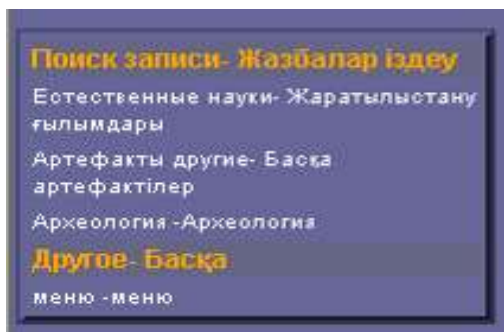 Поиск записи- Жазбалар іздеу
Естественные науки- Жаратылыстану
ғылымдары
Артефакты другие- Басқа
артефактілер
Археология -Археология
Другое- Басқа
меню -меню